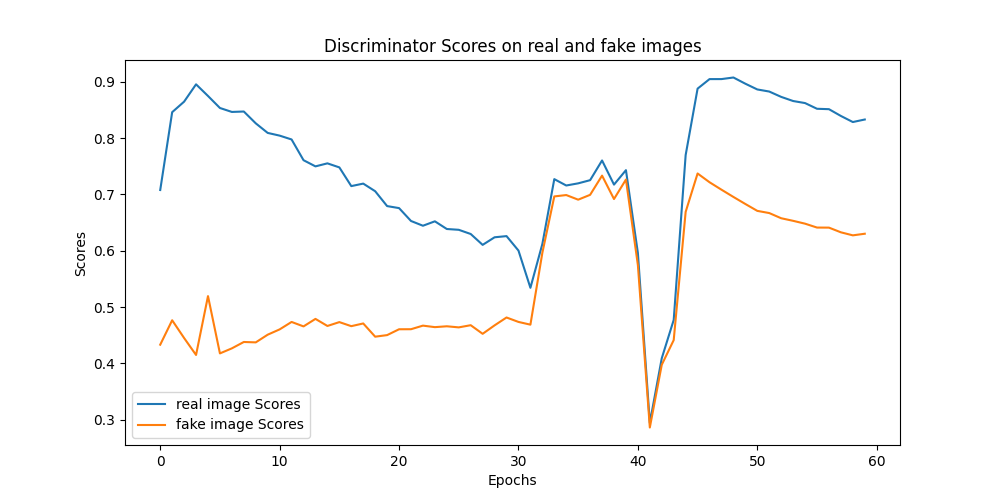 Discriminator Scores on real and fake images
Scores
0.9
0.8
0.7
0.6
0.5
0.4
0.3
real image Scores
fake image Scores
0 10 20 30 40 50 60
Epochs